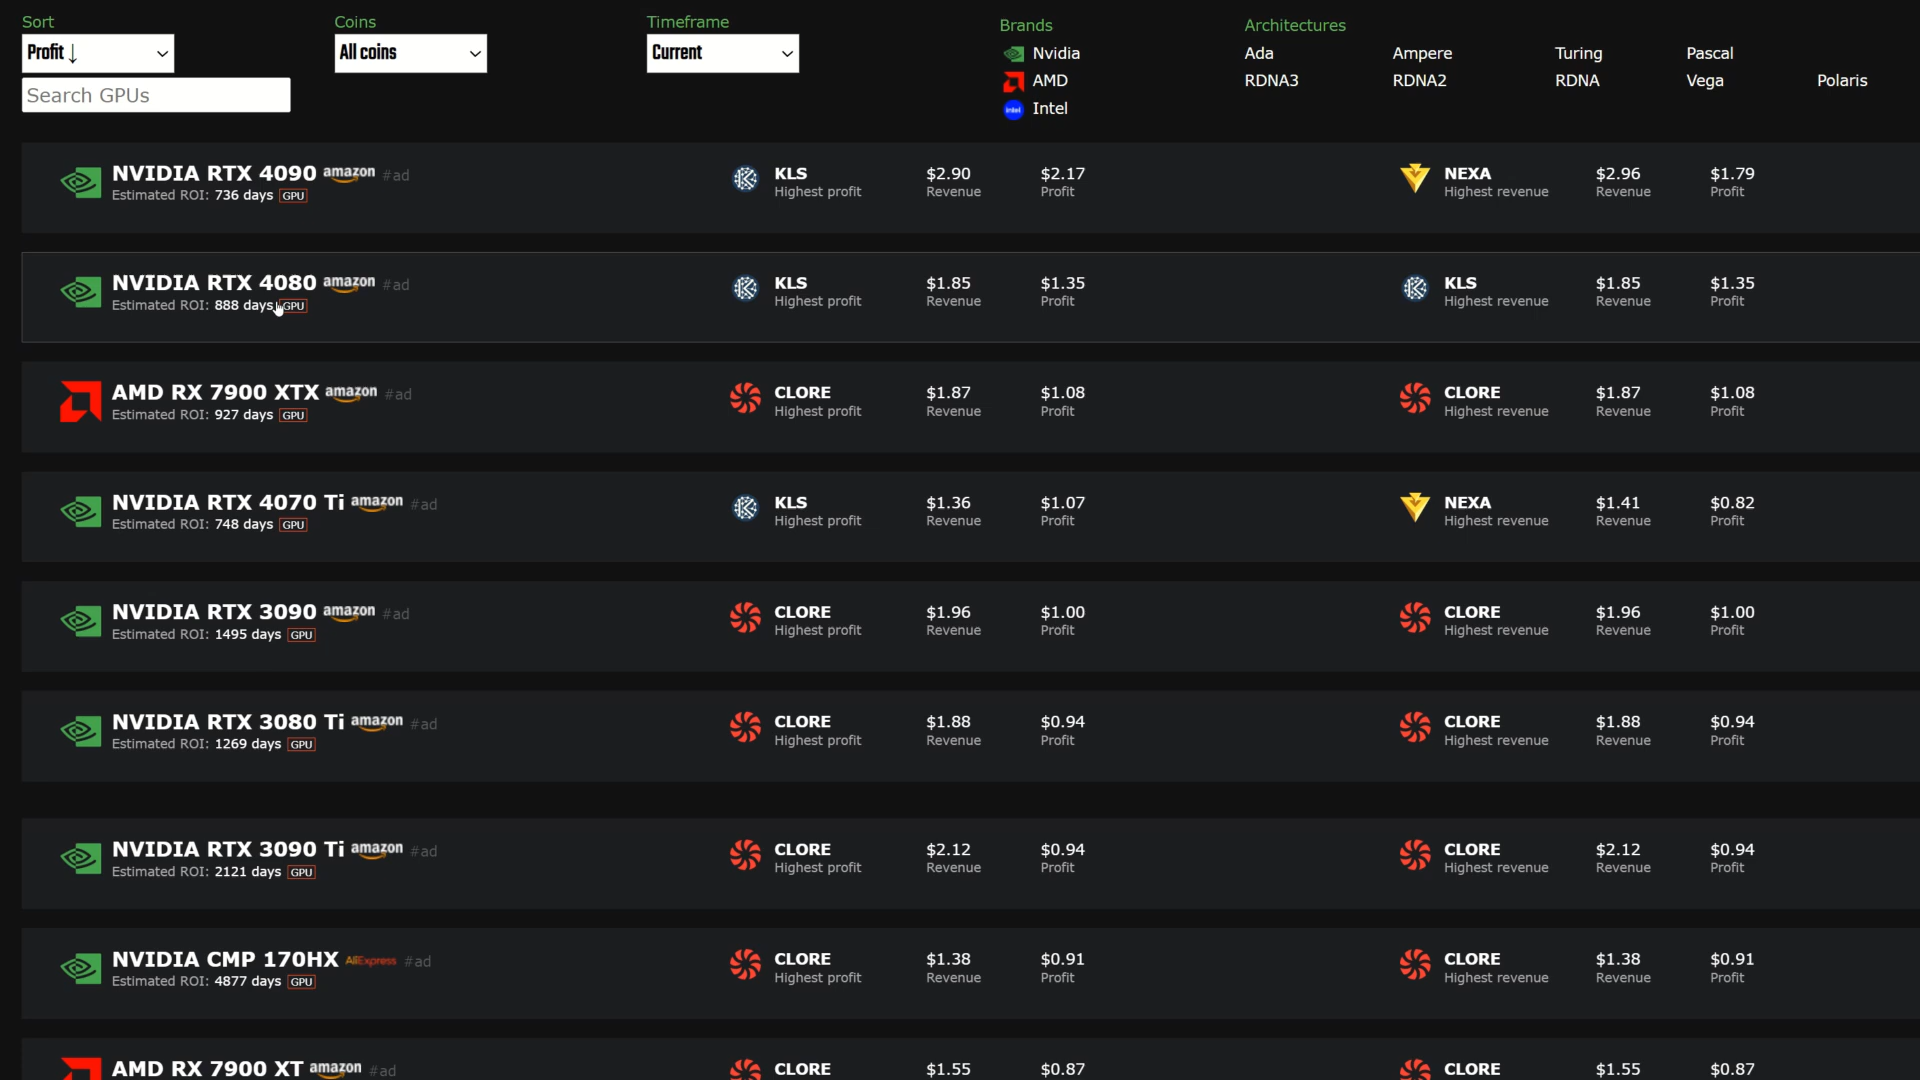 Sort
Coins
Timeframe
Brands
Architectures
Profit ↓
All coins
Current
Nvidia
Ada
Ampere
Turing
Pascal
AMD
RDNA3
RDNA2
RDNA
Vega
Polaris
Search GPUs
intel Intel
NVIDIA RTX 4090 amazon #ad
Estimated ROI: 736 days GPU
KLS $2.90 $2.17
Highest profit Revenue Profit
NEXA $2.96 $1.79
Highest revenue Revenue Profit
NVIDIA RTX 4080 amazon #ad
Estimated ROI: 888 days GPU
KLS $1.85 $1.35
Highest profit Revenue Profit
KLS $1.85 $1.35
Highest revenue Revenue Profit
AMD RX 7900 XTX amazon #ad
Estimated ROI: 927 days GPU
CLORE $1.87 $1.08
Highest profit Revenue Profit
CLORE $1.87 $1.08
Highest revenue Revenue Profit
NVIDIA RTX 4070 Ti amazon #ad
Estimated ROI: 748 days GPU
KLS $1.36 $1.07
Highest profit Revenue Profit
NEXA $1.41 $0.82
Highest revenue Revenue Profit
NVIDIA RTX 3090 amazon #ad
Estimated ROI: 1495 days GPU
CLORE $1.96 $1.00
Highest profit Revenue Profit
CLORE $1.96 $1.00
Highest revenue Revenue Profit
NVIDIA RTX 3080 Ti amazon #ad
Estimated ROI: 1269 days GPU
CLORE $1.88 $0.94
Highest profit Revenue Profit
CLORE $1.88 $0.94
Highest revenue Revenue Profit
NVIDIA RTX 3090 Ti amazon #ad
Estimated ROI: 2121 days GPU
CLORE $2.12 $0.94
Highest profit Revenue Profit
CLORE $2.12 $0.94
Highest revenue Revenue Profit
NVIDIA CMP 170HX AliExpress #ad
Estimated ROI: 4877 days GPU
CLORE $1.38 $0.91
Highest profit Revenue Profit
CLORE $1.38 $0.91
Highest revenue Revenue Profit
AMD RX 7900 XT amazon #ad
CLORE $1.55 $0.87
CLORE $1.55 $0.87